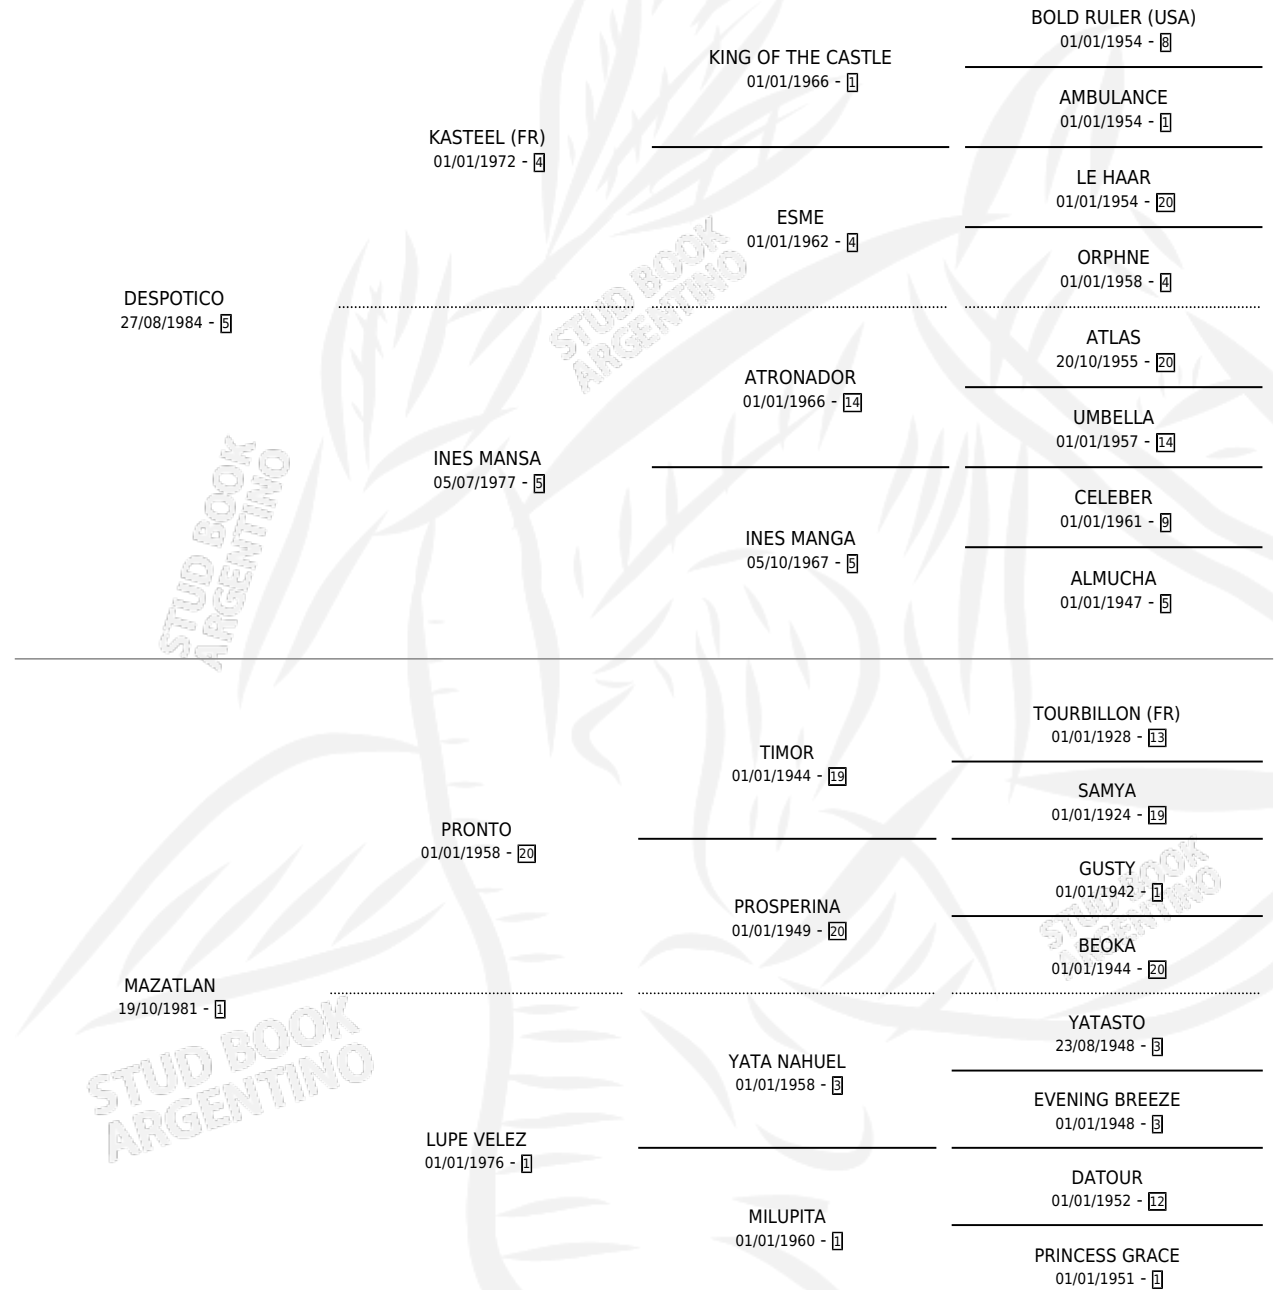 BOLD RULER (USA)
01/01/1954 - 8
KING OF THE CASTLE
01/01/1966 - 1
AMBULANCE
01/01/1954 - 1
KASTEEL (FR)
01/01/1972 - 4
LE HAAR
01/01/1954 - 20
ESME
01/01/1962 - 4
ORPHNE
01/01/1958 - 4
DESPOTICO
27/08/1984 - 5
STUD BOOK
ARGENTINO
ATLAS
20/10/1955 - 20
ATRONADOR
01/01/1966 - 14
UMBELLA
01/01/1957 - 14
INES MANSA
05/07/1977 - 5
CELEBER
01/01/1961 - 9
INES MANGA
05/10/1967 - 5
ALMUCHA
01/01/1947 - 5
STUD BOOK
ARGENTINO
TOURBILLON (FR)
01/01/1928 - 13
TIMOR
01/01/1944 - 19
SAMYA
01/01/1924 - 19
PRONTO
01/01/1958 - 20
GUSTY
01/01/1942 - 1
PROSPERINA
01/01/1949 - 20
STUD BOOK
ARGENTINO
BEOKA
01/01/1944 - 20
MAZATLAN
19/10/1981 - 1
YATASTO
23/08/1948 - 3
YATA NAHUEL
01/01/1958 - 3
EVENING BREEZE
01/01/1948 - 3
STUD BOOK
ARGENTINO
LUPE VELEZ
01/01/1976 - 1
DATOUR
01/01/1952 - 12
MILUPITA
01/01/1960 - 1
PRINCESS GRACE
01/01/1951 - 1